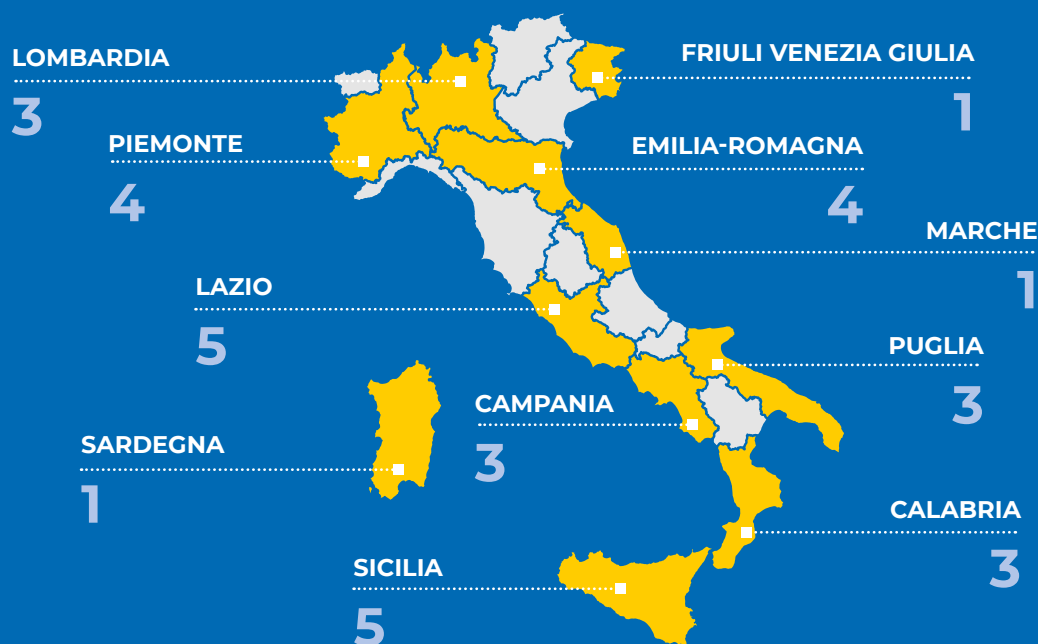 LOMBARDIA
3
FRIULI VENEZIA GIULIA
1
PIEMONTE
4
EMILIA-ROMAGNA
4
MARCHE
1
LAZIO
5
PUGLIA
3
CAMPANIA
3
SARDEGNA
1
CALABRIA
3
SICILIA
5